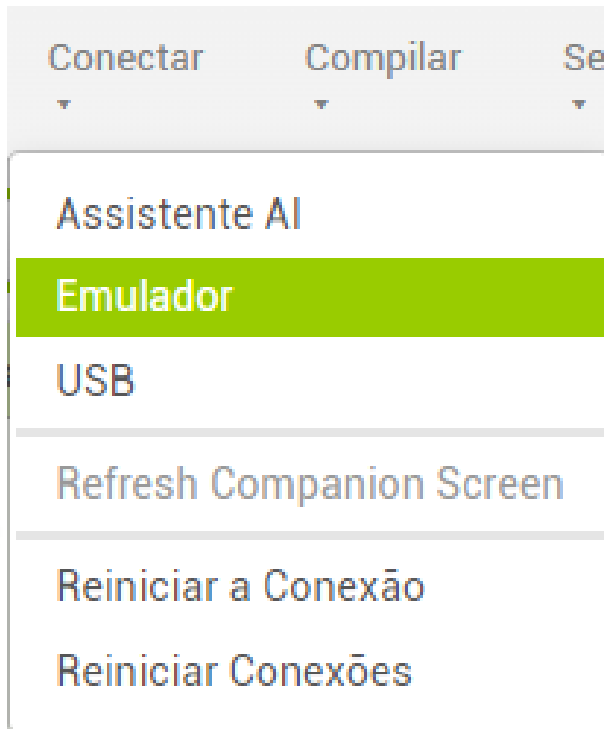 Conectar Compilar Se
Assistente AI
Emulador
USB
Refresh Companion Screen
Reiniciar a Conexão
Reiniciar Conexões